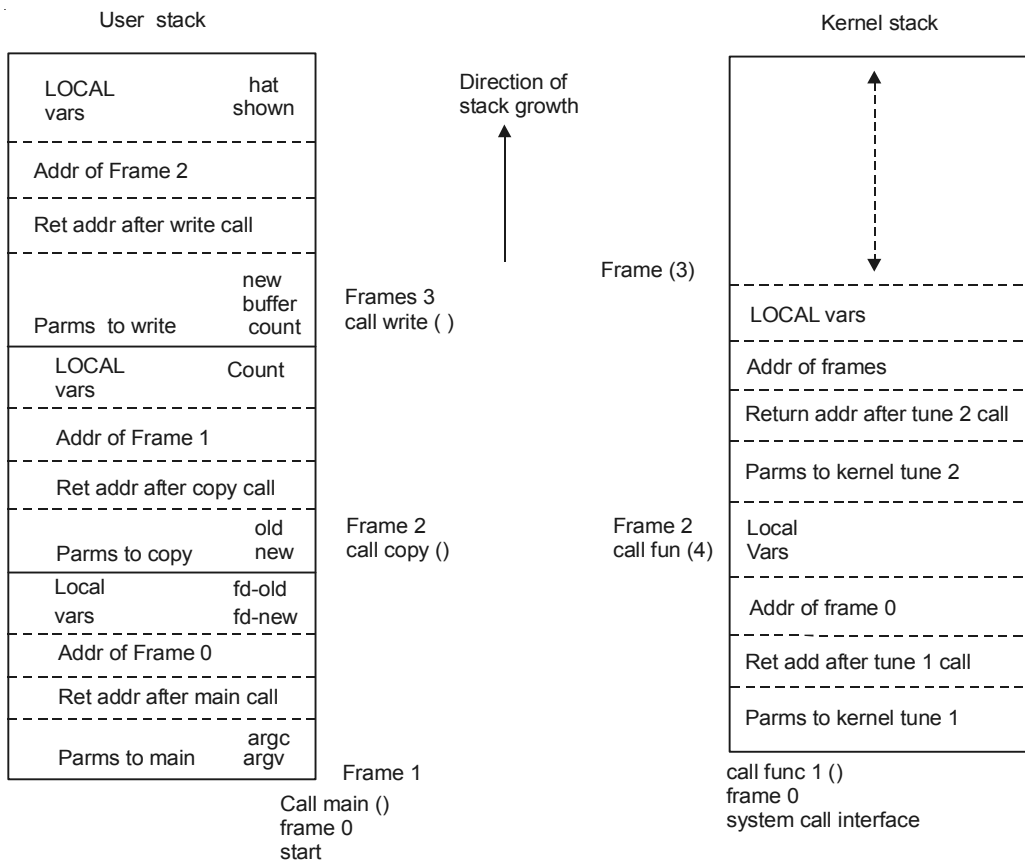 User stack
LOCAL hat
vars shown
Addr of Frame 2
Ret addr after write call
new
buffer
Parms to write count
LOCAL Count
vars
Addr of Frame 1
Ret addr after copy call
old
Parms to copy new
Local fd-old
vars fd-new
Addr of Frame 0
Ret addr after main call
argc
Parms to main argv
Direction of
stack growth
Frames 3
call write ( )
Frame 2
call copy ()
Frame 1
Call main ()
frame 0
start
Kernel stack
Frame (3)
LOCAL vars
Addr of frames
Return addr after tune 2 call
Parms to kernel tune 2
Frame 2
call fun (4)
Local
Vars
Addr of frame 0
Ret add after tune 1 call
Parms to kernel tune 1
call func 1 ()
frame 0
system call interface